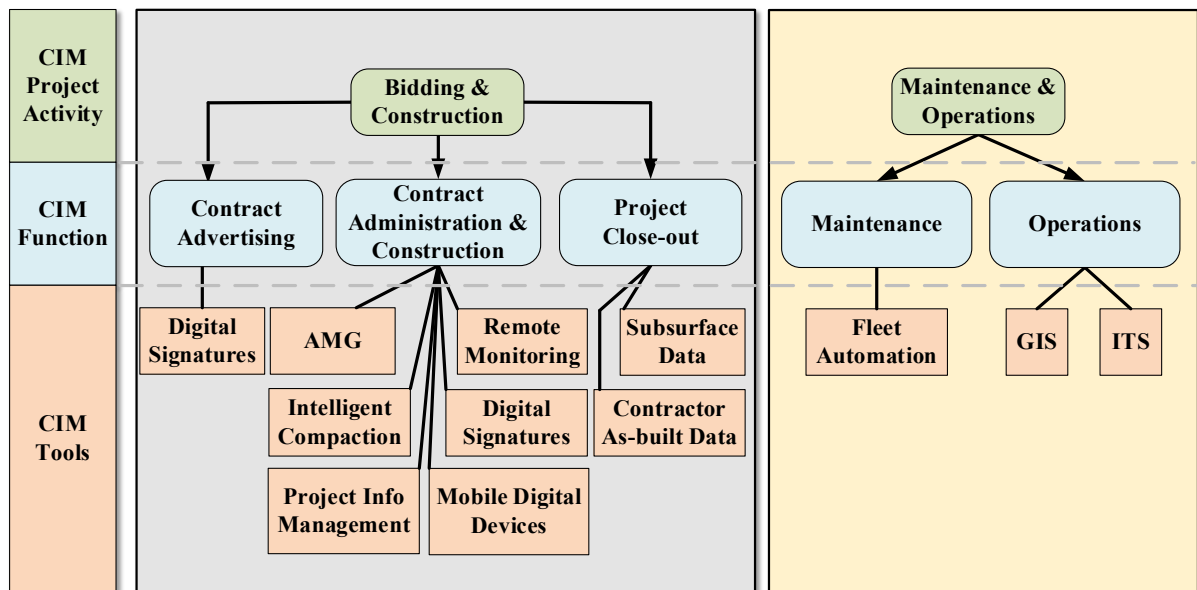 CIM
Project
Activity
Bidding &
Construction
Maintenance &
Operations
CIM
Function
Contract
Advertising
Contract
Administration &
Construction
Project
Close-out
Maintenance
Operations
CIM
Tools
Digital
Signatures
AMG
Remote
Monitoring
Subsurface
Data
Fleet
Automation
GIS
ITS
Intelligent
Compaction
Digital
Signatures
Contractor
As-built Data
Project Info
Management
Mobile Digital
Devices